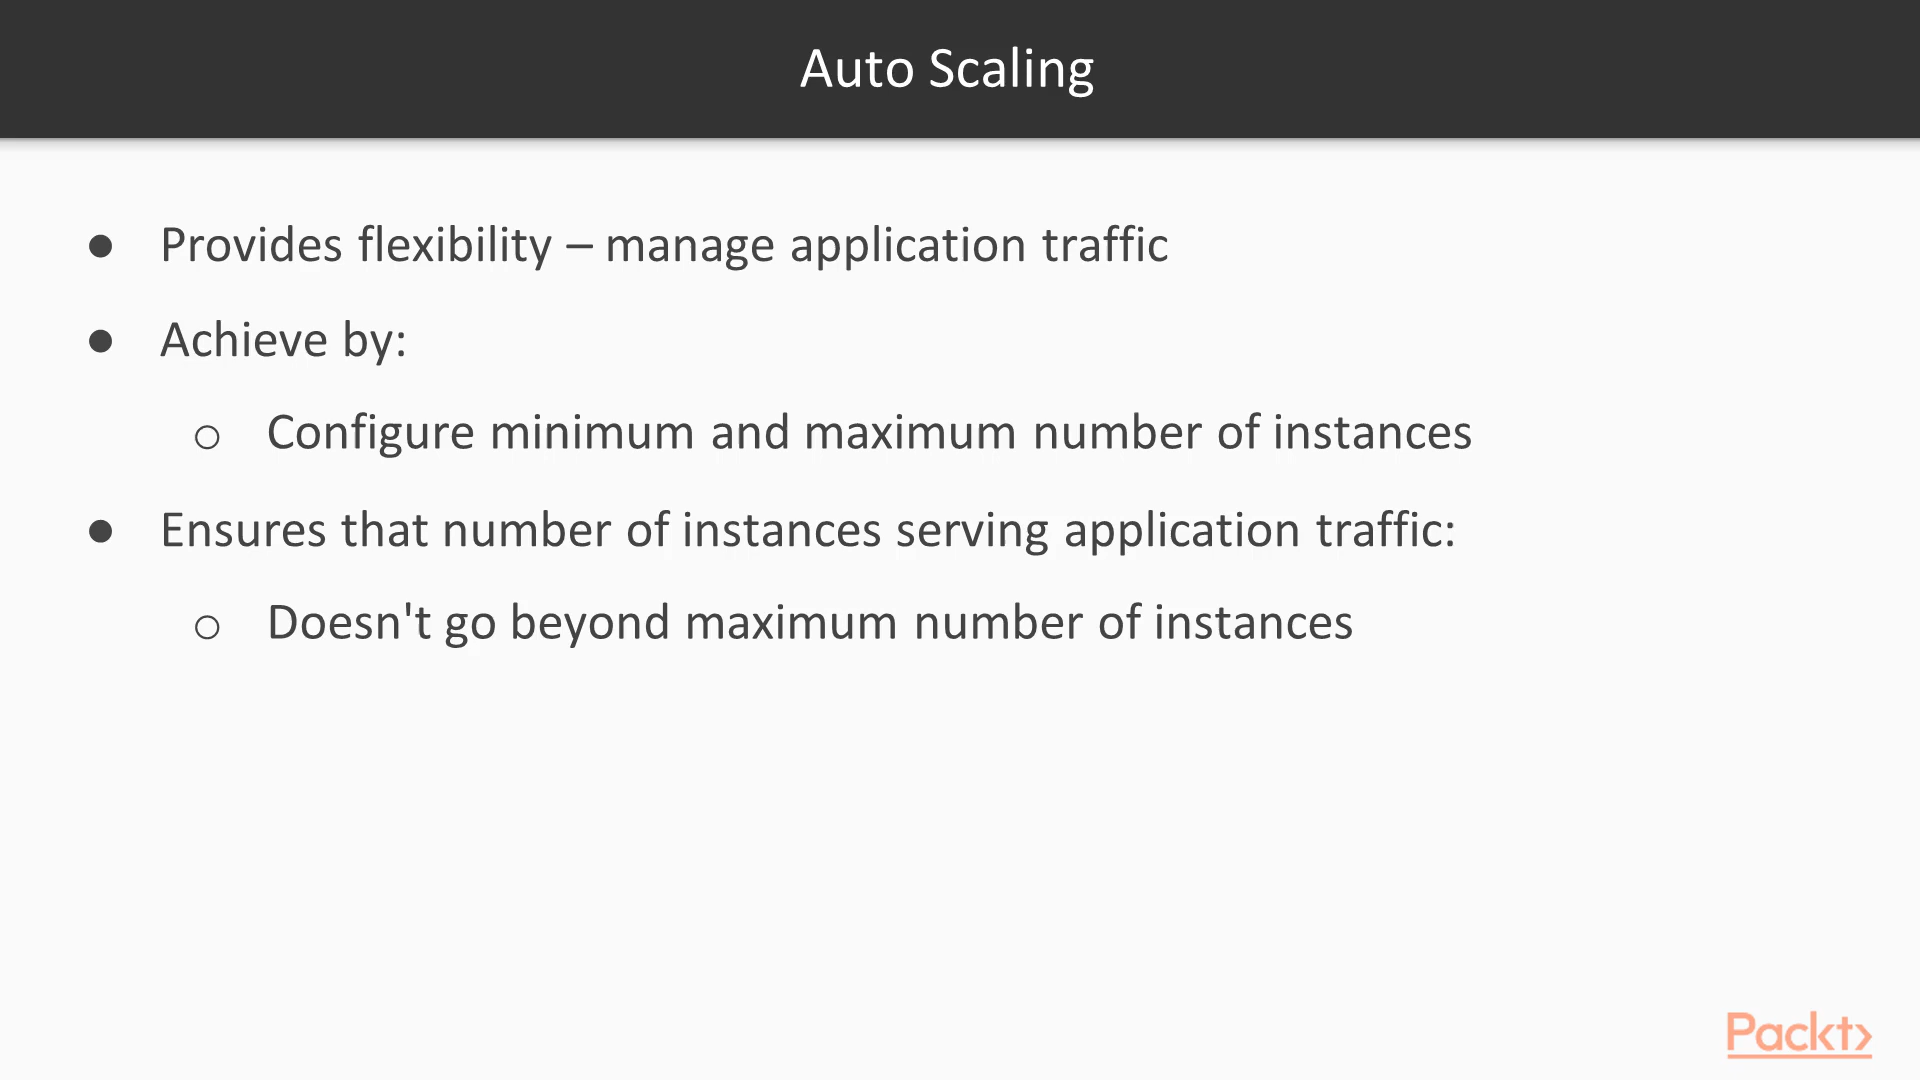 Auto Scaling
● Provides flexibility – manage application traffic
● Achieve by:
○ Configure minimum and maximum number of instances
● Ensures that number of instances serving application traffic:
○ Doesn't go beyond maximum number of instances
Packt>